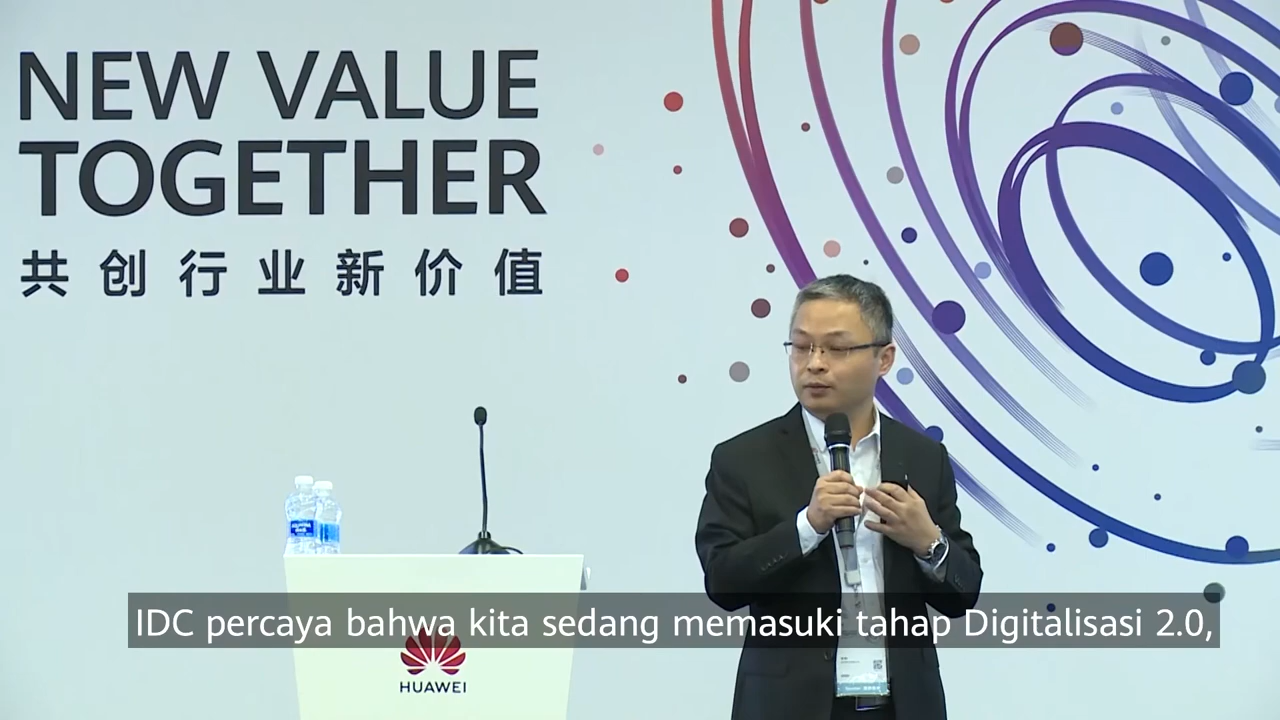 NEW VALUE
TOGETHER
共创行业新价值
IDC percaya bahwa kita sedang memasuki tahap Digitalisasi 2.0,
HUAWEI